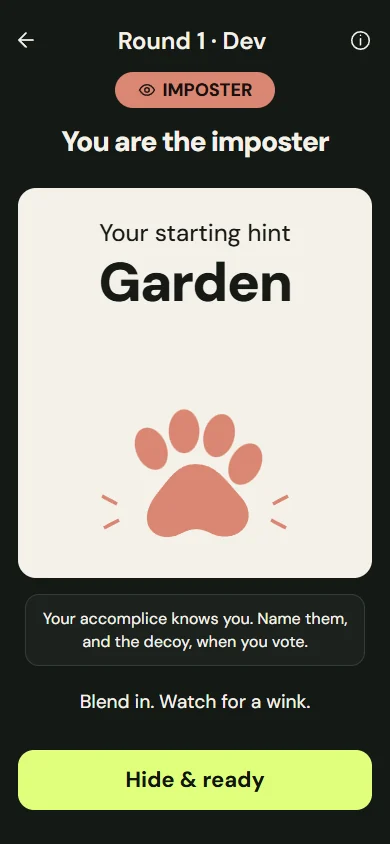 Round 1 · Dev
IMPOSTER
You are the imposter
Your starting hint
Garden
Your accomplice knows you. Name them,
and the decoy, when you vote.
Blend in. Watch for a wink.
Hide & ready